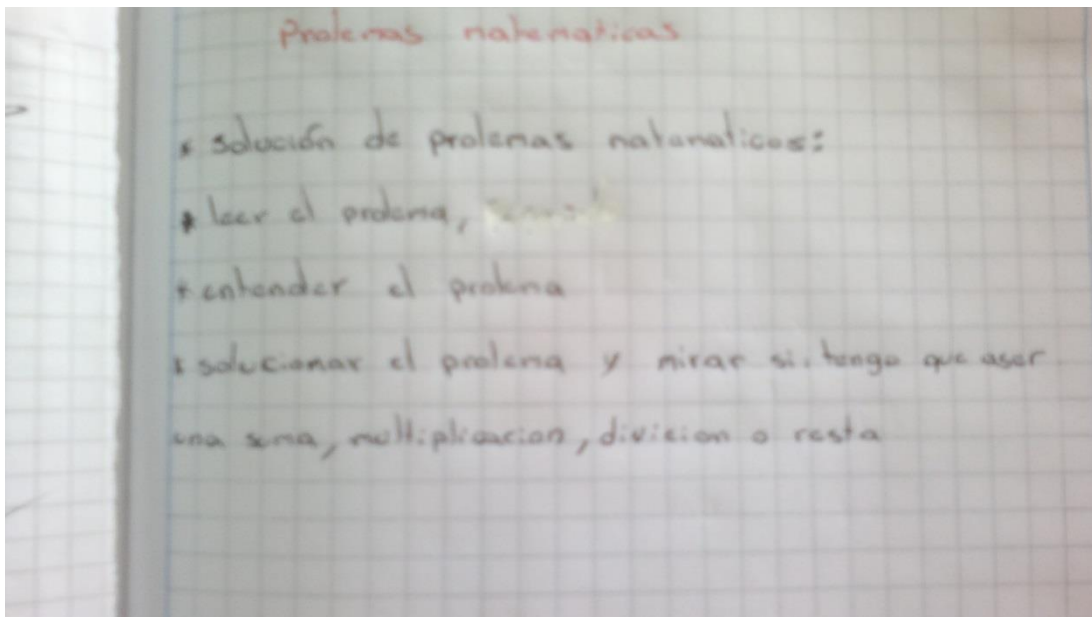 Prolemas matematicas
* solución de prolemas matematicos:
* leer el prolema,
* entender el prolema
* solucionar el prolema y mirar si tengo que aser
una suma, multiplicacion, divicion o resta